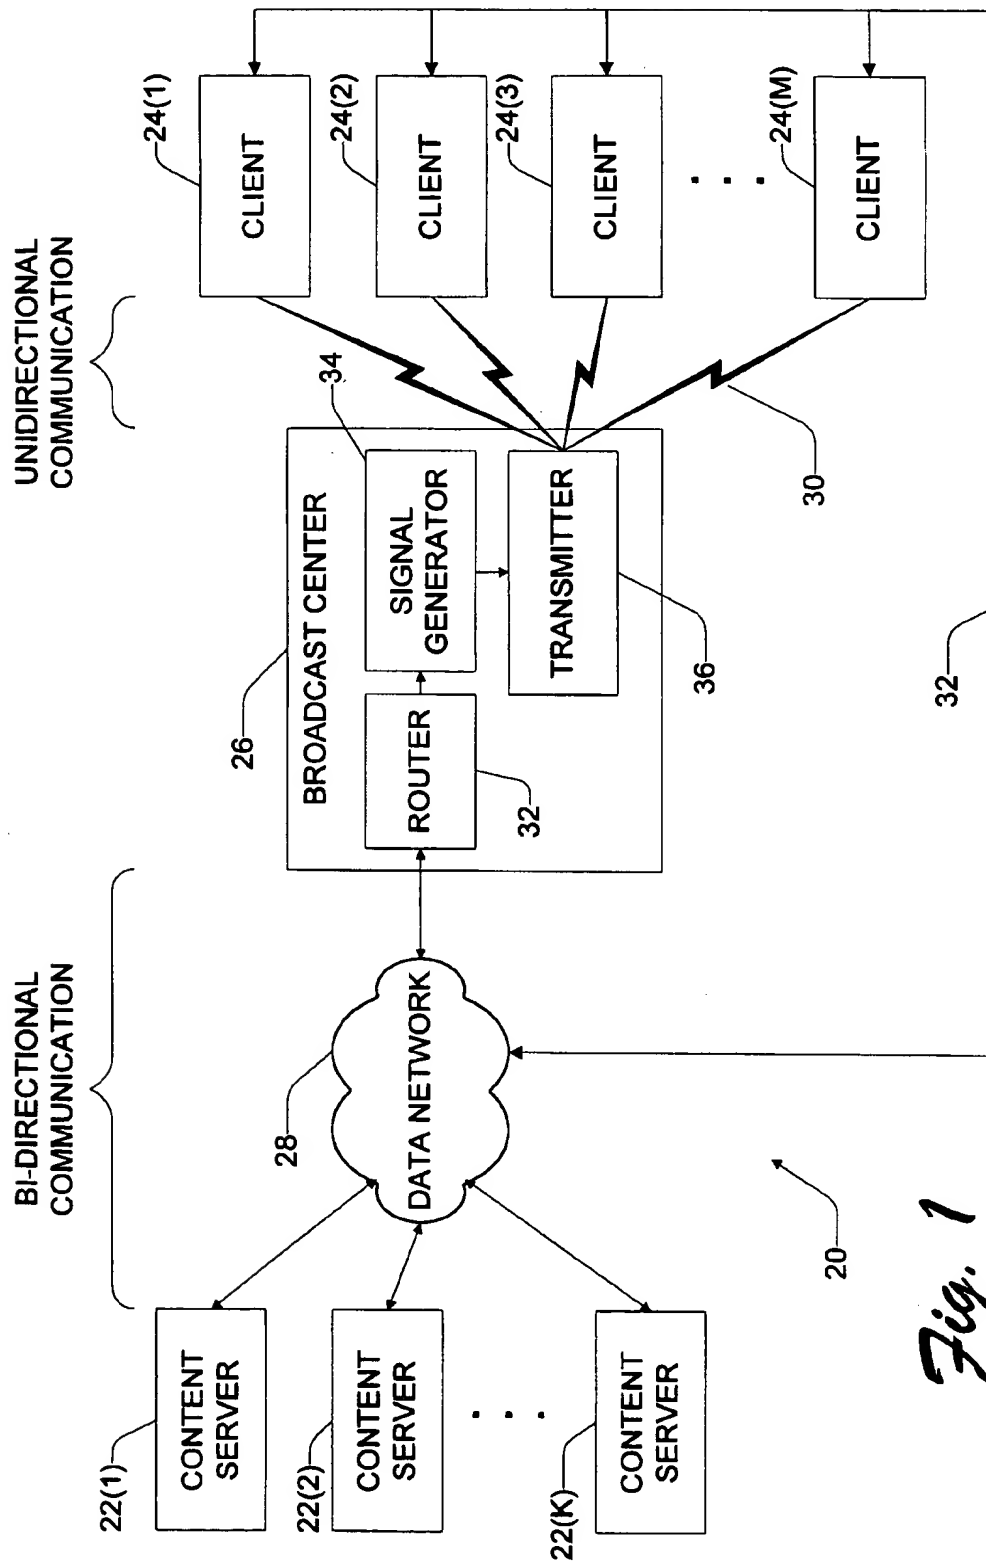 BI-DIRECTIONAL
COMMUNICATION
UNIDIRECTIONAL
COMMUNICATION
22(1)
CONTENT
SERVER
22(2)
CONTENT
SERVER
. . .
22(K)
CONTENT
SERVER
28
DATA NETWORK
26
BROADCAST CENTER
ROUTER
32
34
SIGNAL
GENERATOR
TRANSMITTER
36
30
24(1)
CLIENT
24(2)
CLIENT
24(3)
CLIENT
. . .
24(M)
CLIENT
20
32
Fig. 1